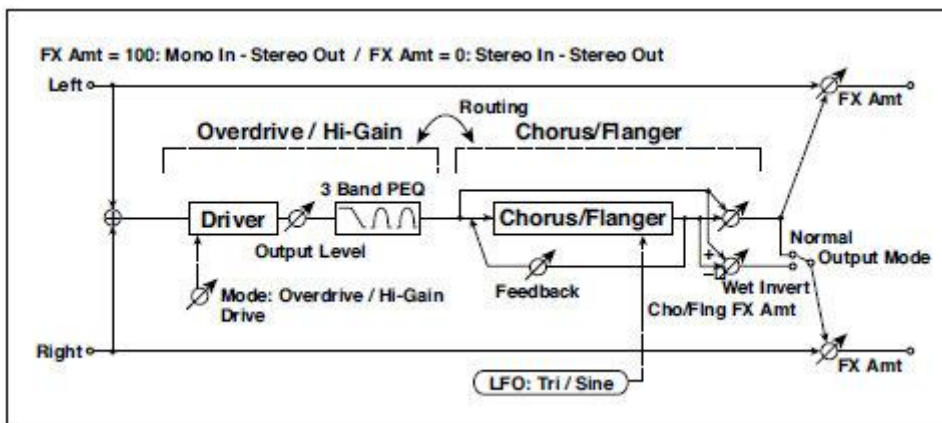 FX Amt = 100: Mono In - Stereo Out / FX Amt = 0: Stereo In - Stereo Out
Left
FX Amt
Routing
Overdrive / Hi-Gain
Chorus/Flanger
3 Band PEQ
Driver
Chorus/Flanger
Output Level
Normal
Output Mode
+
−
Wet Invert
Feedback
Mode: Overdrive / Hi-Gain
Drive
Cho/Flng FX Amt
Right
FX Amt
LFO: Tri / Sine